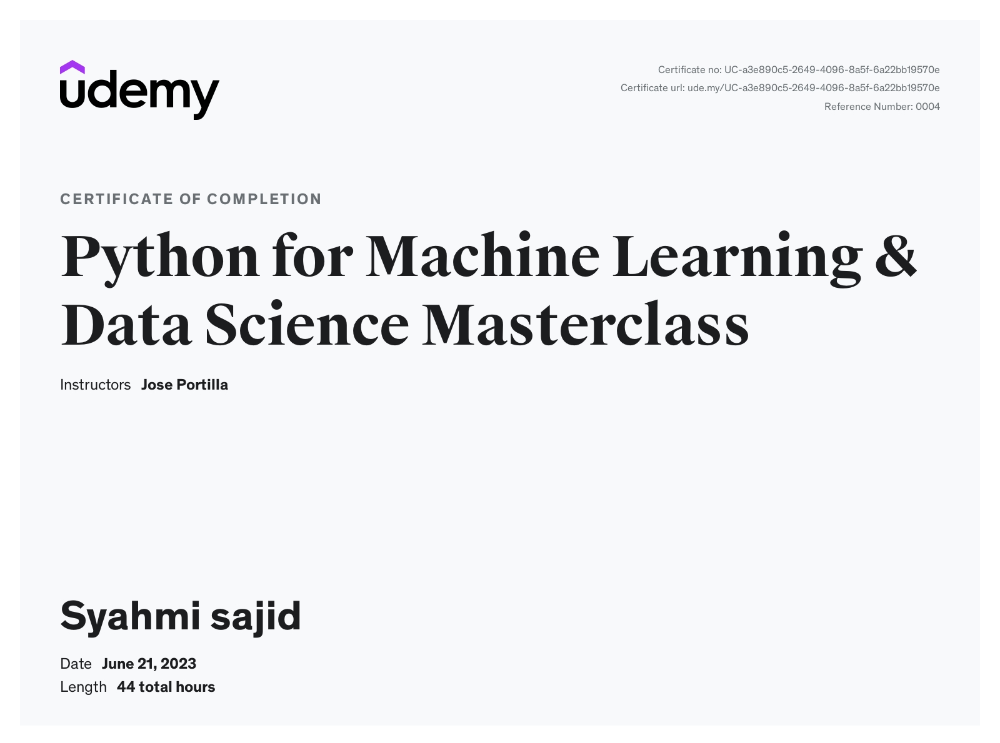 udemy
Certificate no: UC-a3e890c5-2649-4096-8a5f-6a22bb19570e
Certificate url: ude.my/UC-a3e890c5-2649-4096-8a5f-6a22bb19570e
Reference Number: 0004
CERTIFICATE OF COMPLETION
Python for Machine Learning &
Data Science Masterclass
Instructors Jose Portilla
Syahmi sajid
Date June 21, 2023
Length 44 total hours